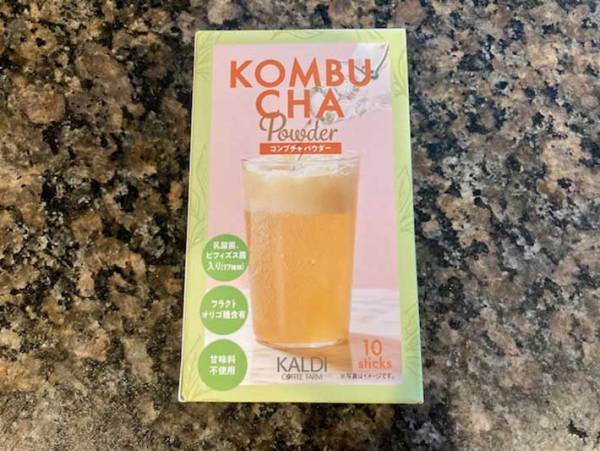 KOMBU
CHA
Powder
コンブチャパウダー
乳酸菌、
ビフィズス菌
入り(17種類)
フラクト
オリゴ糖含有
甘味料
不使用
KALDI
COFFEE FARM
10
sticks
※写真はイメージです。